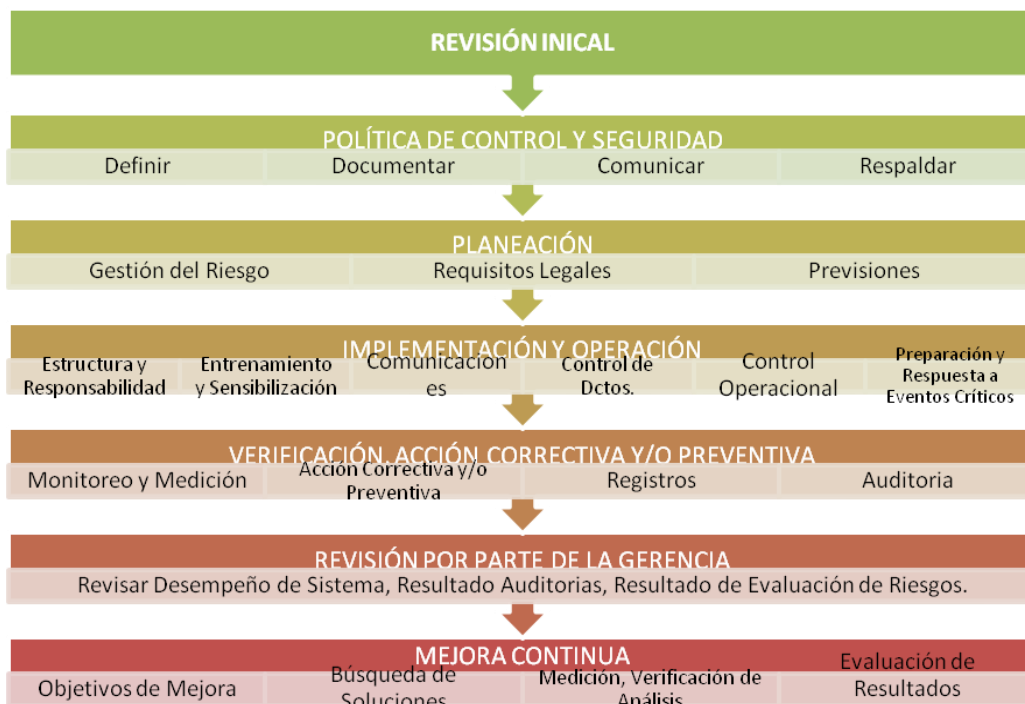 REVISIÓN INICAL
POLÍTICA DE CONTROL Y SEGURIDAD
Definir Documentar Comunicar Respaldar
PLANEACIÓN
Gestión del Riesgo Requisitos Legales Previsiones
IMPLEMENTACIÓN Y OPERACIÓN
Estructura y
Responsabilidad
Entrenamiento
y Sensibilización
Comunicacion
es
Control de
Dctos.
Control
Operacional
Preparación y
Respuesta a
Eventos Críticos
VERIFICACIÓN, ACCIÓN CORRECTIVA Y/O PREVENTIVA
Monitoreo y Medición
Acción Correctiva y/o
Preventiva
Registros
Auditoria
REVISIÓN POR PARTE DE LA GERENCIA
Revisar Desempeño de Sistema, Resultado Auditorias, Resultado de Evaluación de Riesgos.
MEJORA CONTINUA
Objetivos de Mejora
Búsqueda de
Soluciones
Medición, Verificación de
Análisis
Evaluación de
Resultados